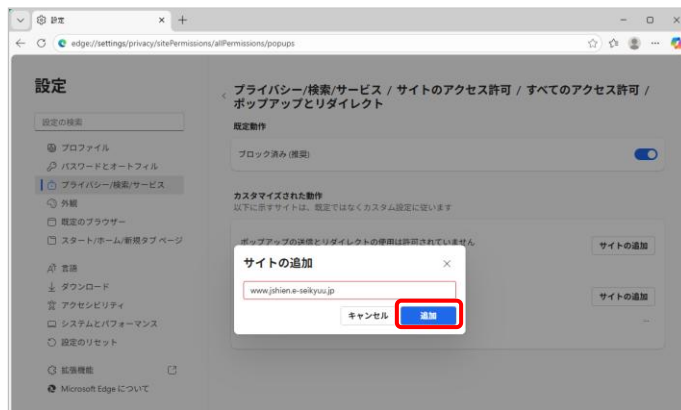 設定
edge://settings/privacy/sitePermissions/allPermissions/popups
設定
設定の検索
プロファイル
パスワードとオートフィル
プライバシー/検索/サービス
外観
既定のブラウザー
スタート/ホーム/新規タブ ページ
言語
ダウンロード
アクセシビリティ
システムとパフォーマンス
設定のリセット
拡張機能
Microsoft Edge について
プライバシー/検索/サービス / サイトのアクセス許可 / すべてのアクセス許可 /
ポップアップとリダイレクト
既定動作
ブロック済み (推奨)
カスタマイズされた動作
以下に示すサイトは、既定ではなくカスタム設定に従います
ポップアップの送信とリダイレクトの使用は許可されていません
サイトの追加
サイトの追加
サイトの追加
www.jshien.e-seikyuu.jp
キャンセル
追加